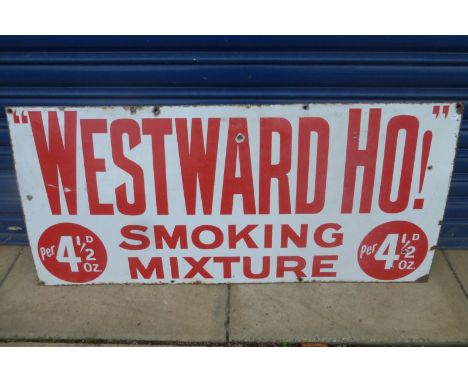 "WESTWARD HO!"
SMOKING
MIXTURE
Per 4½D OZ.
Per 4½D OZ.